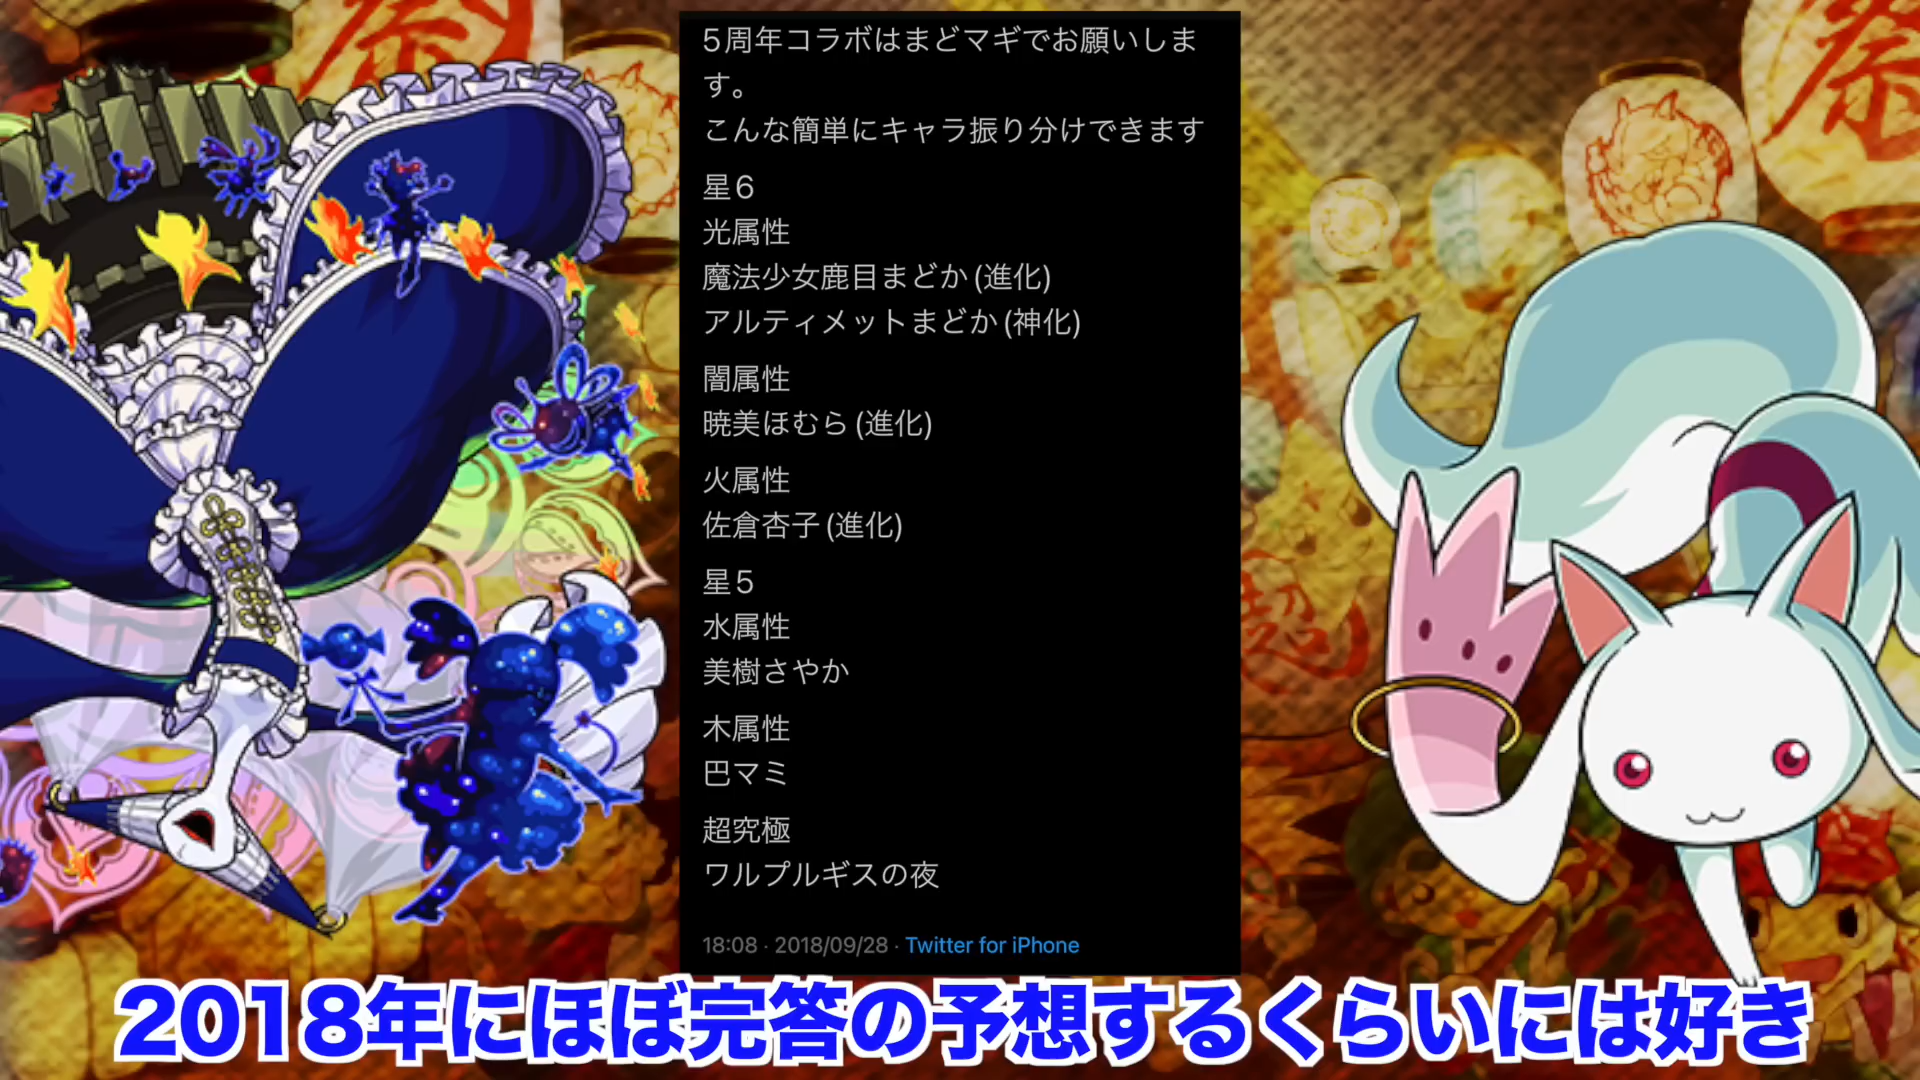 5周年コラボはまどマギでお願いしま
す。
こんな簡単にキャラ振り分けできます
星6
光属性
魔法少女鹿目まどか(進化)
アルティメットまどか(神化)
闇属性
暁美ほむら(進化)
火属性
佐倉杏子(進化)
星5
水属性
美樹さやか
木属性
巴マミ
超究極
ワルプルギスの夜
18:08 · 2018/09/28 · Twitter for iPhone
2018年にほぼ完答の予想するくらいには好き